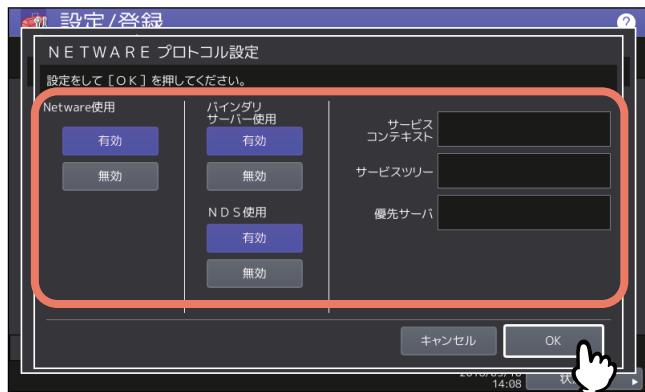 設定/登録
?
ＮＥＴＷＡＲＥ プロトコル設定
設定をして［ＯＫ］を押してください。
Netware使用
有効
無効
バインダリ
サーバー使用
有効
無効
ＮＤＳ使用
有効
無効
サービス
コンテキスト
サービスツリー
優先サーバ
キャンセル
OK
14:08